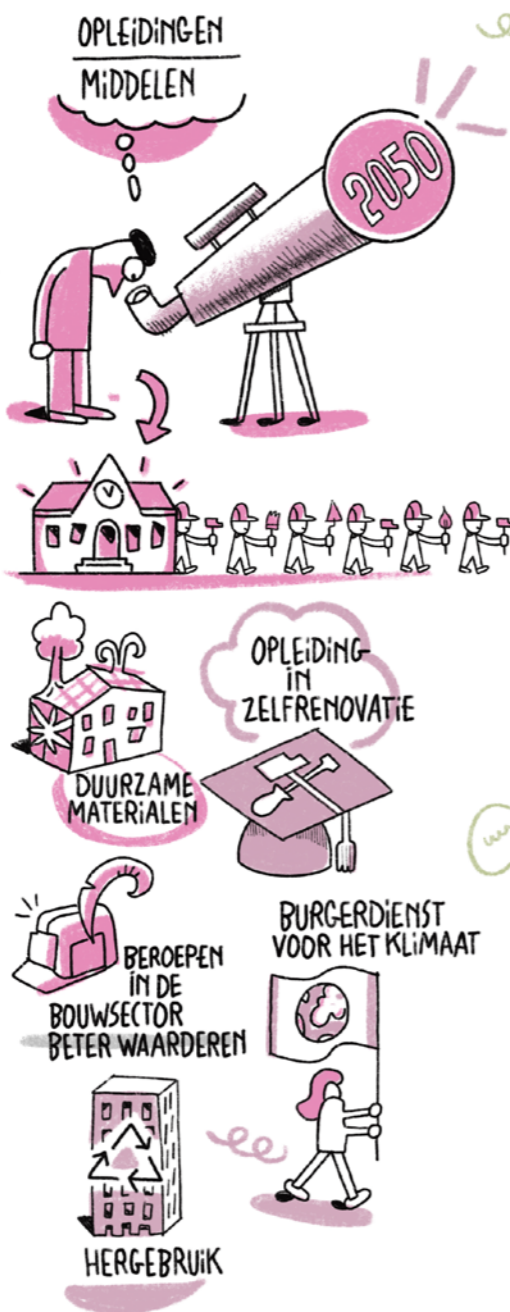 OPLEIDINGEN
MIDDELEN
2050
OPLEIDING
IN
ZELFRENOVATIE
DUURZAME
MATERIALEN
BEROEPEN
IN DE
BOUWSECTOR
BETER WAARDEREN
BURGERDIENST
VOOR HET KLIMAAT
HERGEBRUIK